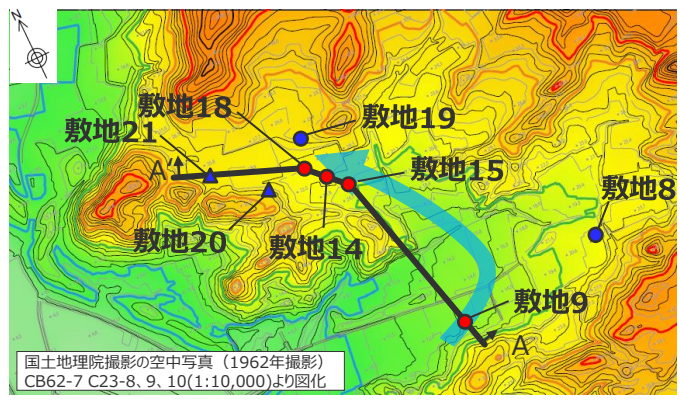 N
敷地18
敷地19
敷地21
A'
敷地15
敷地8
敷地20
敷地14
敷地9
A
国土地理院撮影の空中写真（1962年撮影）
CB62-7 C23-8、9、10(1:10,000)より図化